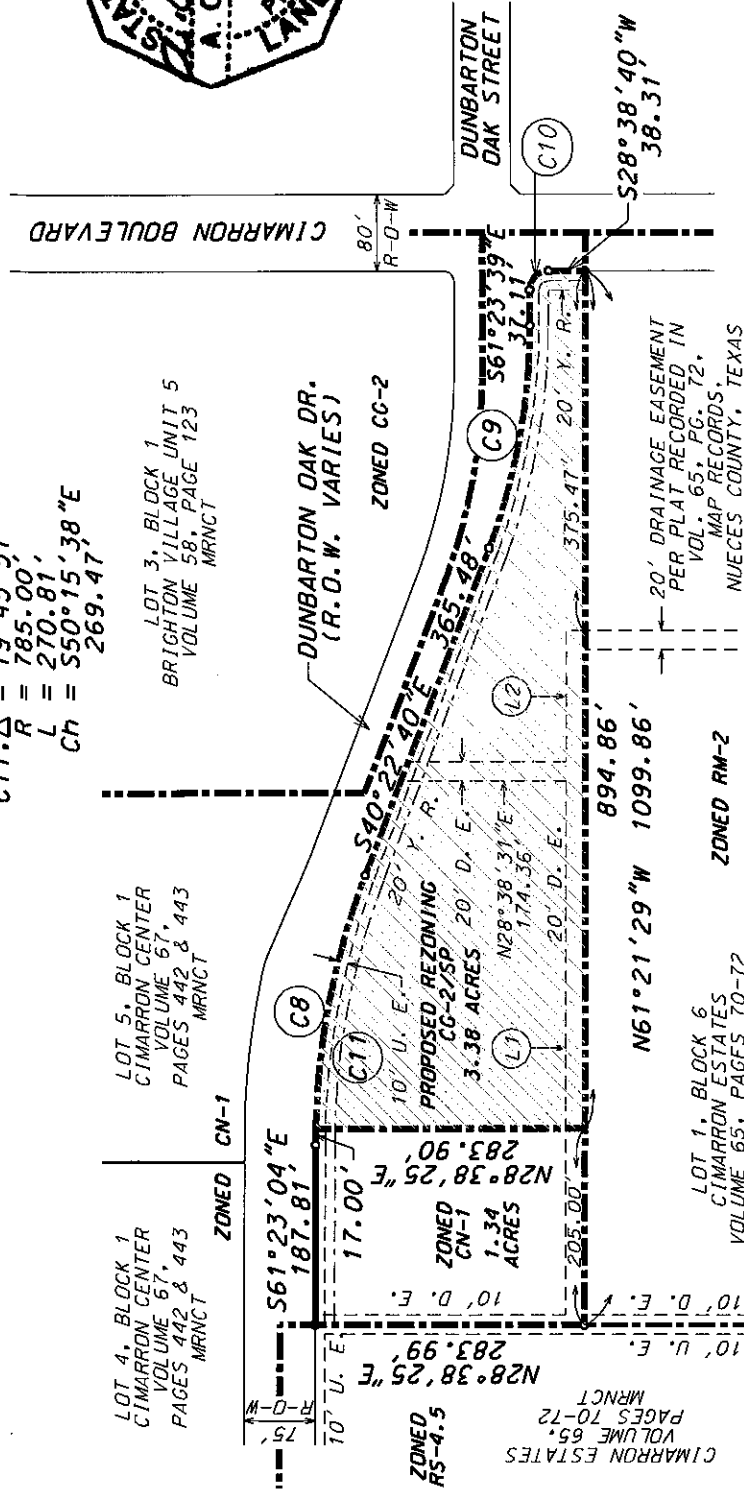 STAT
A. C
LAND
C11: Δ = 19°45'51"
R = 785.00'
L = 270.81'
Ch = S50°15'38"E
269.47'
CIMARRON BOULEVARD
80'
R-O-W
DUNBARTON
OAK STREET
LOT 3, BLOCK 1
BRIGHTON VILLAGE UNIT 5
VOLUME 58, PAGE 123
MRNCT
DUNBARTON OAK DR.
(R.O.W. VARIES)
ZONED CG-2
LOT 5, BLOCK 1
CIMARRON CENTER
VOLUME 67,
PAGES 442 & 443
MRNCT
ZONED CN-1
LOT 4, BLOCK 1
CIMARRON CENTER
VOLUME 67,
PAGES 442 & 443
MRNCT
S61°23'04"E
187.81'
17.00'
75'
R-O-W
10' U. E.
C8
C11
S40°22'40"E 365.48'
C9
S61°23'39"E
37.11'
C10
S28°38'40"W
38.31'
20' Y. R.
20' Y. R.
10' U. E.
PROPOSED REZONING
CG-2/SP
3.38 ACRES
20' D. E.
N28°38'31"E
174.36'
20' D. E.
L1
L2
375.47'
N28°38'25"E
283.90'
ZONED
CN-1
1.34
ACRES
205.00'
10' D. E.
N28°38'25"E
283.99'
ZONED
RS-4.5
894.86'
N61°21'29"W 1099.86'
20' DRAINAGE EASEMENT
PER PLAT RECORDED IN
VOL. 65, PG. 72,
MAP RECORDS,
NUECES COUNTY, TEXAS
ZONED RM-2
LOT 1, BLOCK 6
CIMARRON ESTATES
VOLUME 65, PAGES 70-72
10' D. E.
10' U. E.
CIMARRON ESTATES
VOLUME 65,
PAGES 70-72
MRNCT